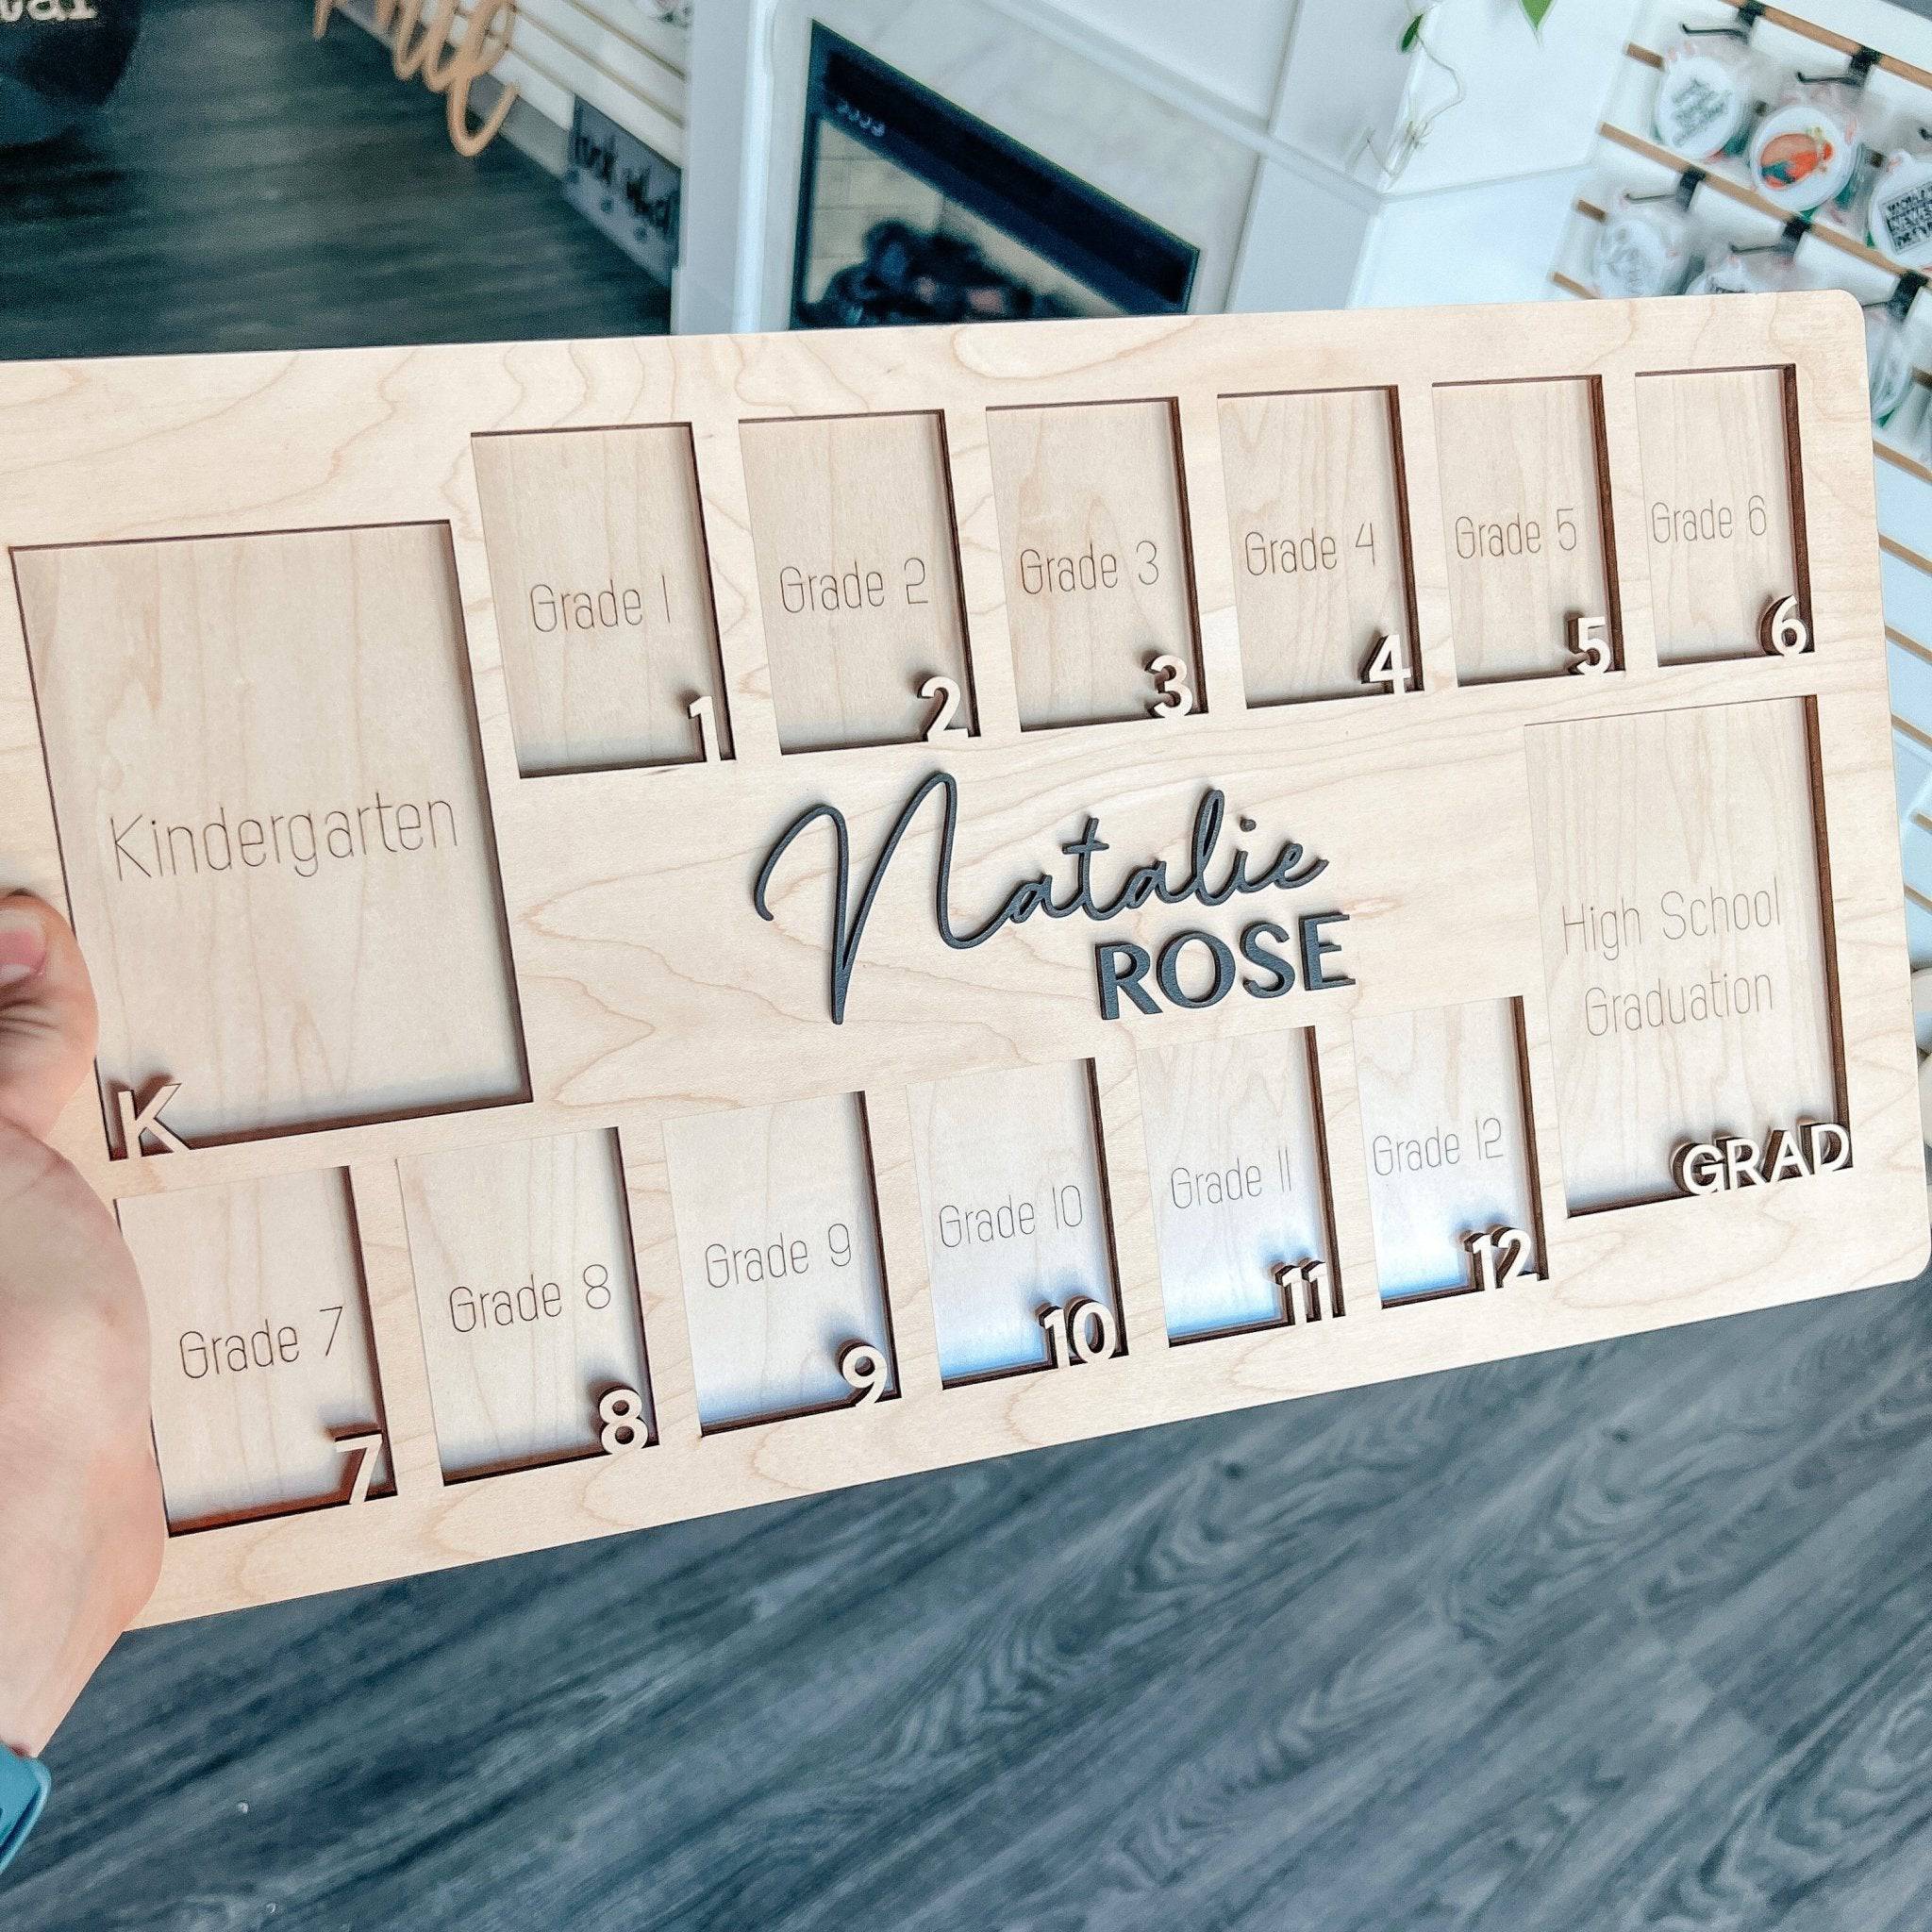 Grade 1
1
Grade 2
2
Grade 3
3
Grade 4
4
Grade 5
5
Grade 6
6
Kindergarten
K
Natalie
ROSE
High School
Graduation
GRAD
Grade 7
7
Grade 8
8
Grade 9
9
Grade 10
10
Grade 11
11
Grade 12
12